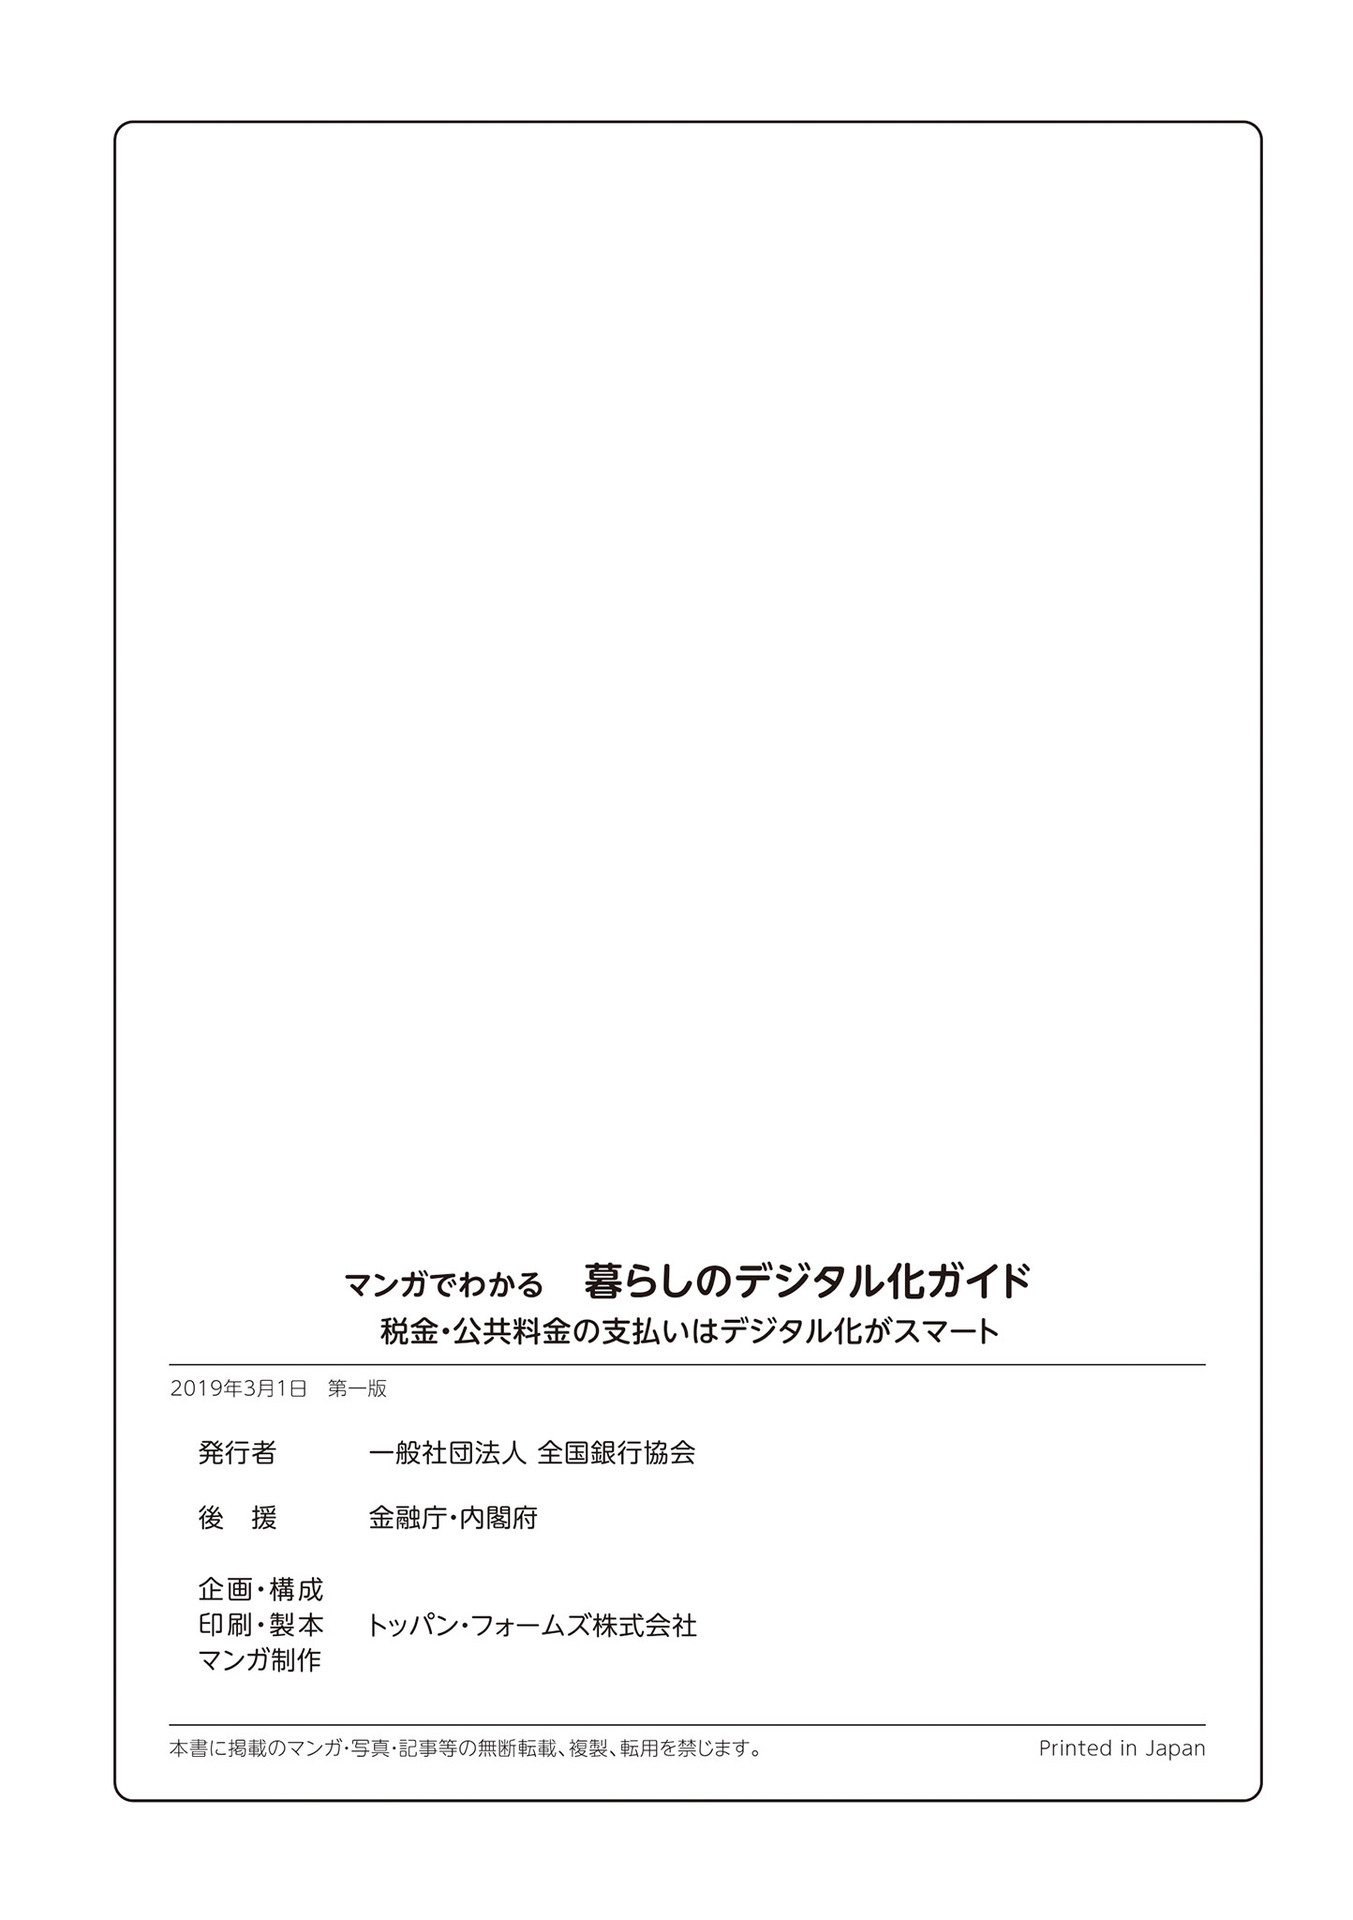 マンガでわかる　暮らしのデジタル化ガイド
税金・公共料金の支払いはデジタル化がスマート
2019年3月1日　第一版
発行者　一般社団法人 全国銀行協会
後　援　金融庁・内閣府
企画・構成
印刷・製本　トッパン・フォームズ株式会社
マンガ制作
本書に掲載のマンガ・写真・記事等の無断転載、複製、転用を禁じます。　Printed in Japan